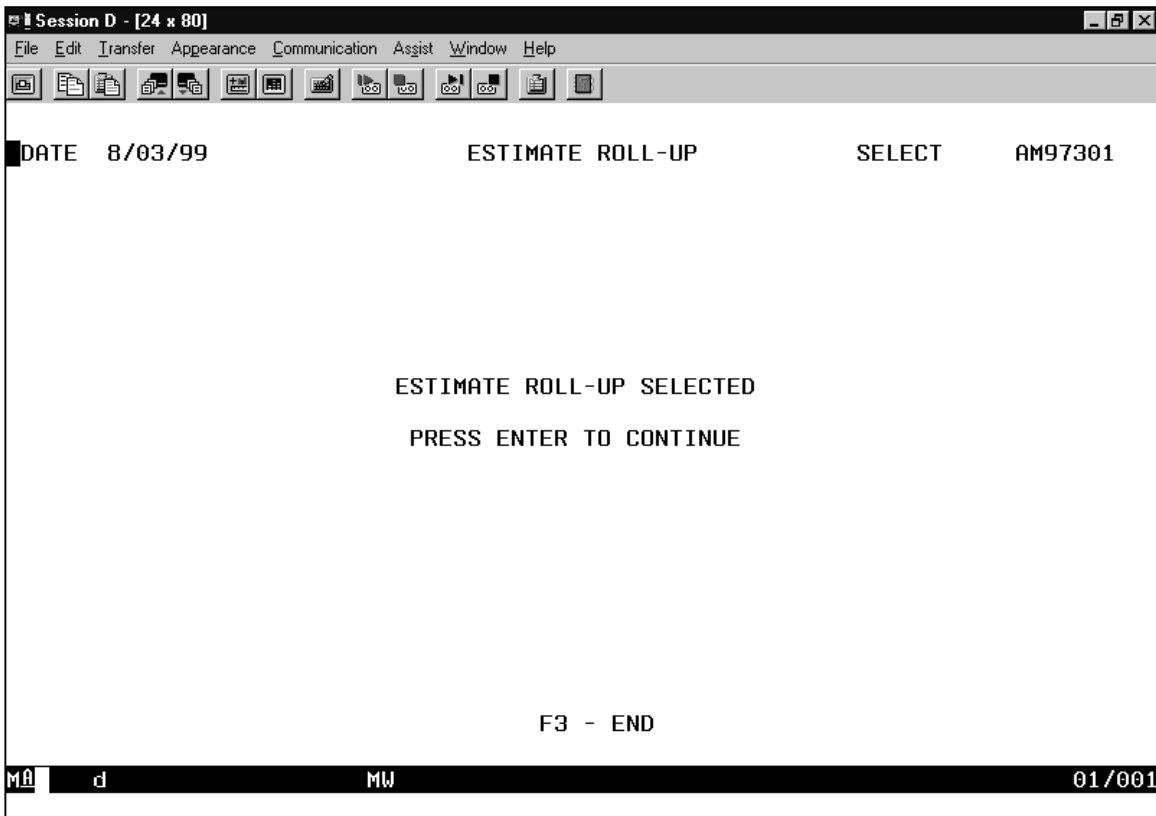 Session D - [24 x 80]
File Edit Transfer Appearance Communication Assist Window Help
DATE 8/03/99 ESTIMATE ROLL-UP SELECT AM97301
ESTIMATE ROLL-UP SELECTED
PRESS ENTER TO CONTINUE
F3 - END
MA d MW 01/001